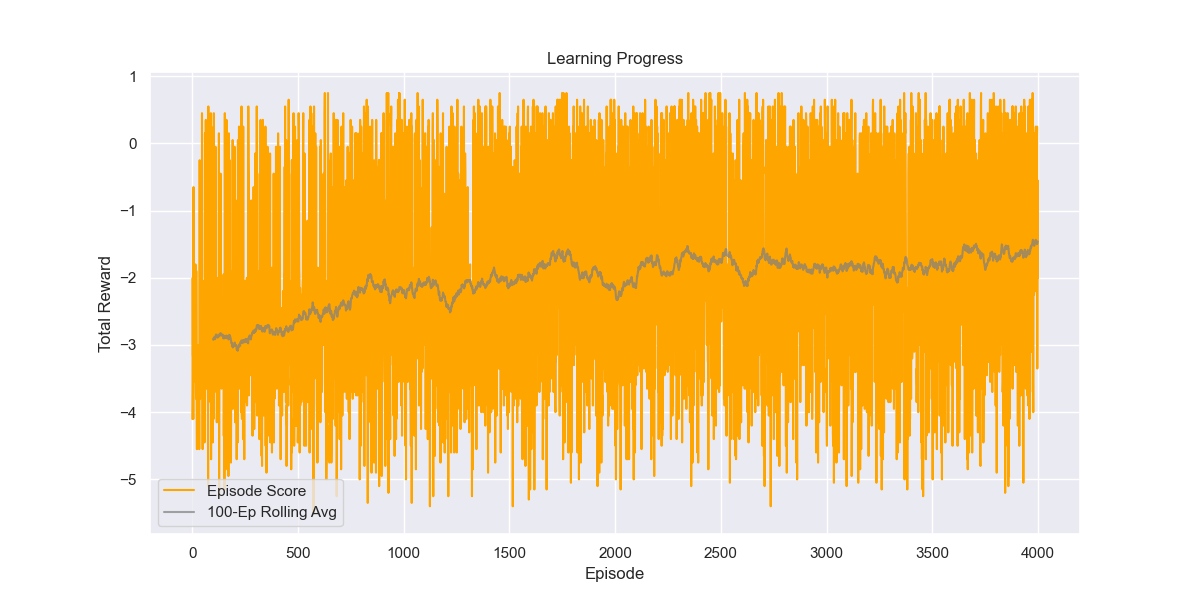 Learning Progress
1
0
−1
−2
−3
−4
−5
Total Reward
Episode Score
100-Ep Rolling Avg
0 500 1000 1500 2000 2500 3000 3500 4000
Episode